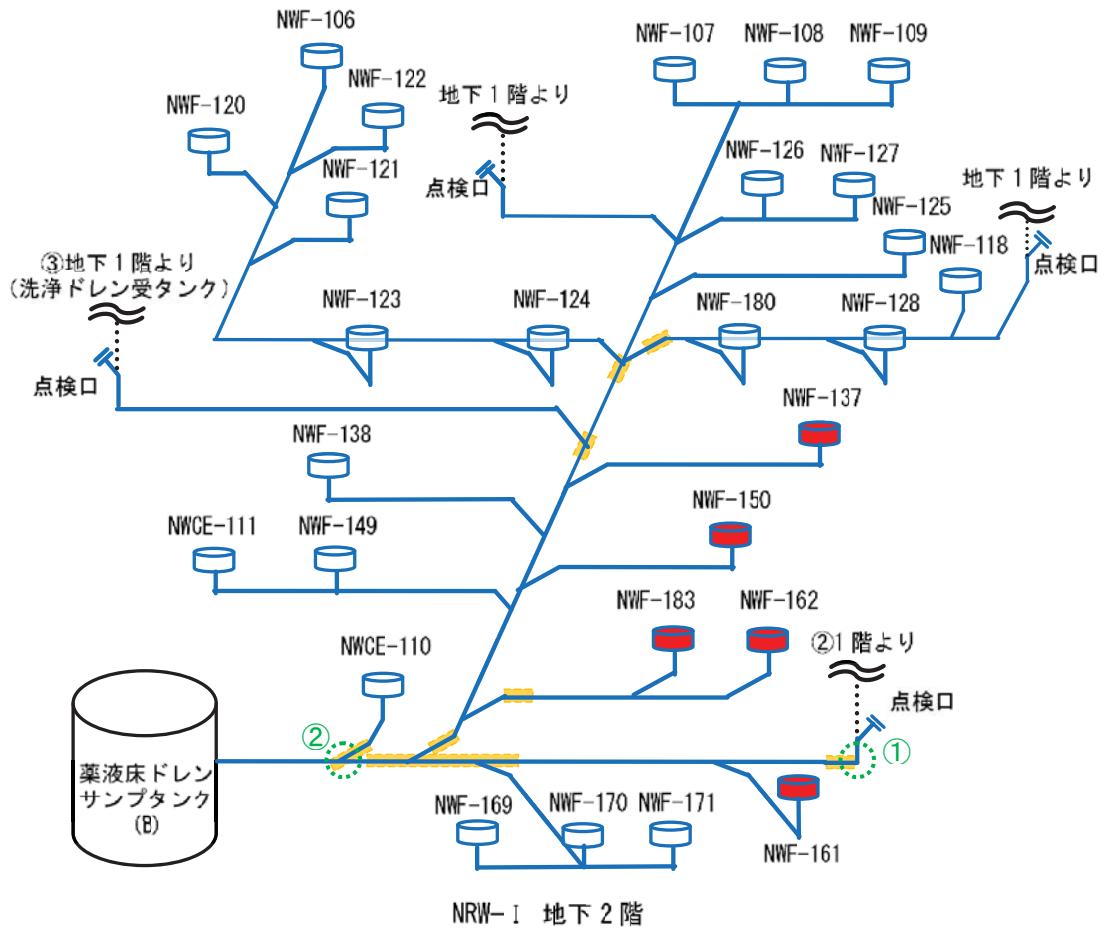 NWF-106
NWF-107
NWF-108
NWF-109
NWF-122
NWF-120
地下１階より
NWF-121
点検口
NWF-126
NWF-127
地下１階より
NWF-125
NWF-118
点検口
③地下１階より
(洗浄ドレン受タンク)
NWF-123
NWF-124
NWF-180
NWF-128
点検口
NWF-137
NWF-138
NWF-150
NWCE-111
NWF-149
NWF-183
NWF-162
②１階より
NWCE-110
点検口
②
①
薬液床ドレン
サンプタンク
(B)
NWF-169
NWF-170
NWF-171
NWF-161
NRW-Ⅰ 地下２階